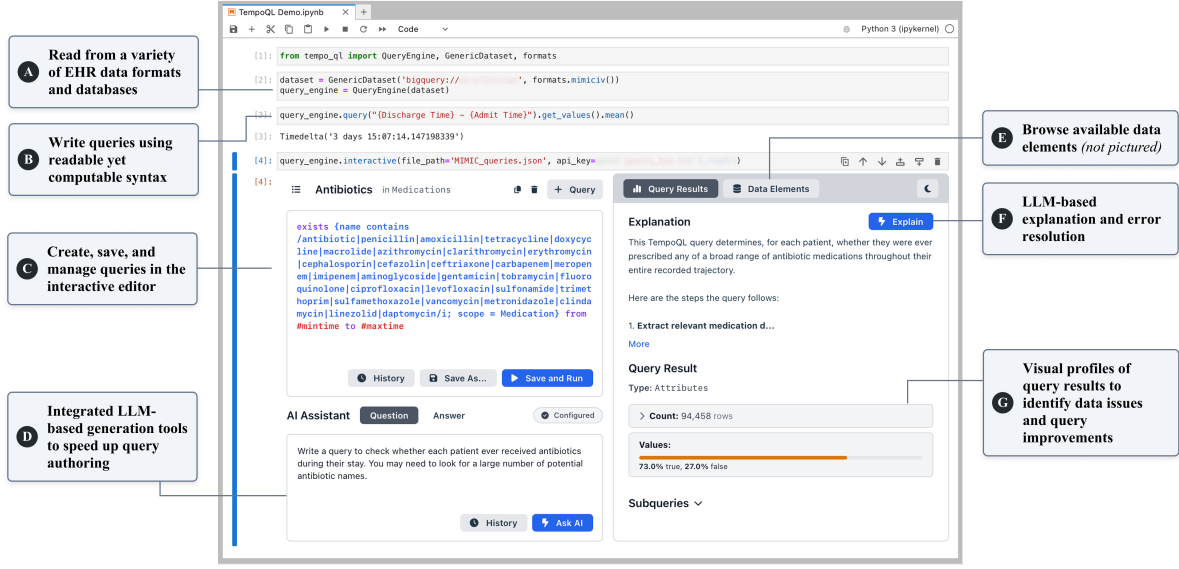 TempoQL Demo.ipynb
Code
Python 3 (ipykernel)
A
Read from a variety
of EHR data formats
and databases
B
Write queries using
readable yet
computable syntax
C
Create, save, and
manage queries in the
interactive editor
D
Integrated LLM-
based generation tools
to speed up query
authoring
[1]: from tempo_ql import QueryEngine, GenericDataset, formats
[2]: dataset = GenericDataset('bigquery:// ', formats.mimiciv())
query_engine = QueryEngine(dataset)
[3]: query_engine.query("{Discharge Time} - {Admit Time}").get_values().mean()
[3]: Timedelta('3 days 15:07:14.147198339')
[4]: query_engine.interactive(file_path='MIMIC_queries.json', api_key= )
[4]:
Antibiotics in Medications
+ Query
exists {name contains
/antibiotic|penicillin|amoxicillin|tetracycline|doxycyc
line|macrolide|azithromycin|clarithromycin|erythromycin
|cephalosporin|cefazolin|ceftriaxone|carbapenem|meropen
em|imipenem|aminoglycoside|gentamicin|tobramycin|fluoro
quinolone|ciprofloxacin|levofloxacin|sulfonamide|trimet
hoprim|sulfamethoxazole|vancomycin|metronidazole|clinda
mycin|linezolid|daptomycin/i; scope = Medication} from
#mintime to #maxtime
History
Save As...
Save and Run
AI Assistant
Question
Answer
Configured
Write a query to check whether each patient ever received antibiotics
during their stay. You may need to look for a large number of potential
antibiotic names.
History
Ask AI
Query Results
Data Elements
Explanation
Explain
This TempoQL query determines, for each patient, whether they were ever
prescribed any of a broad range of antibiotic medications throughout their
entire recorded trajectory.
Here are the steps the query follows:
1. Extract relevant medication d...
More
Query Result
Type: Attributes
Count: 94,458 rows
Values:
73.0% true, 27.0% false
Subqueries
E
Browse available data
elements (not pictured)
F
LLM-based
explanation and error
resolution
G
Visual profiles of
query results to
identify data issues
and query
improvements